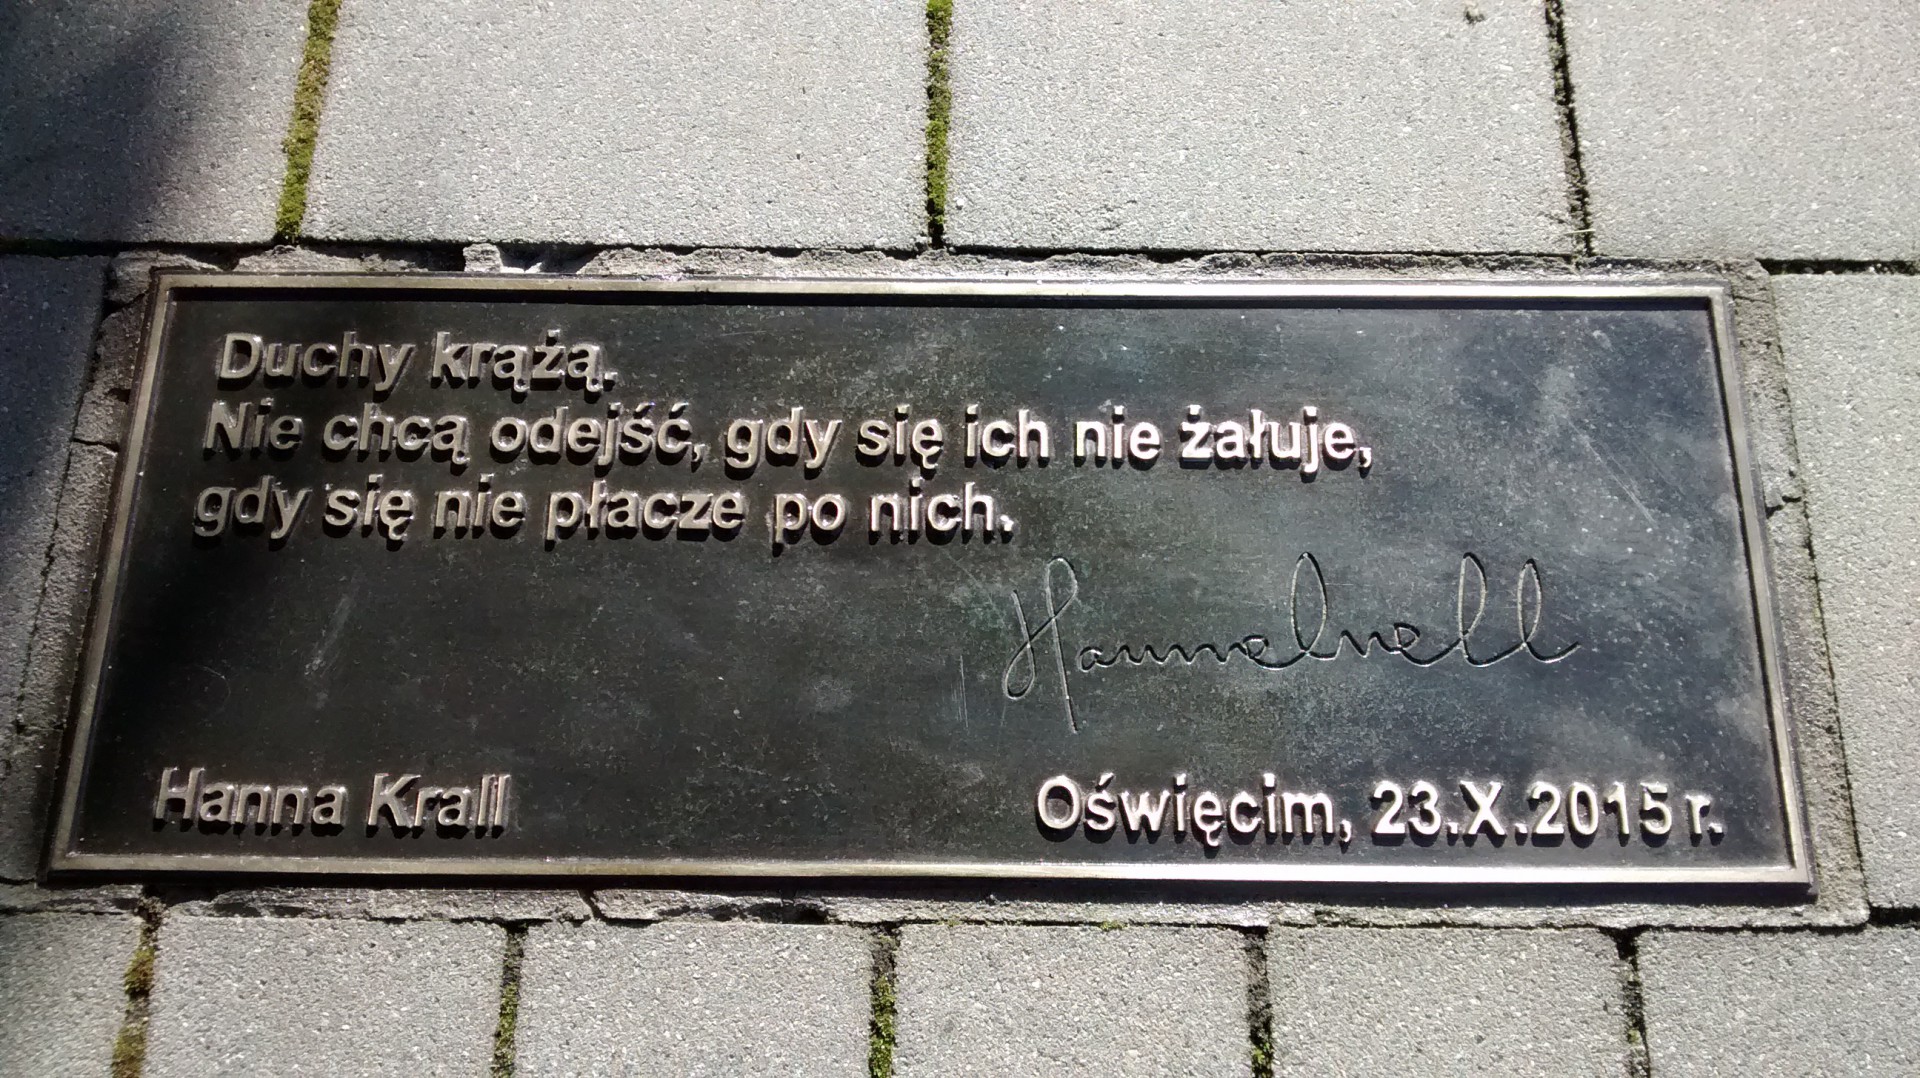 Duchy krążą.
Nie chcą odejść, gdy się ich nie żałuje,
gdy się nie płacze po nich.
Hanna Krall
Oświęcim, 23.X.2015 r.